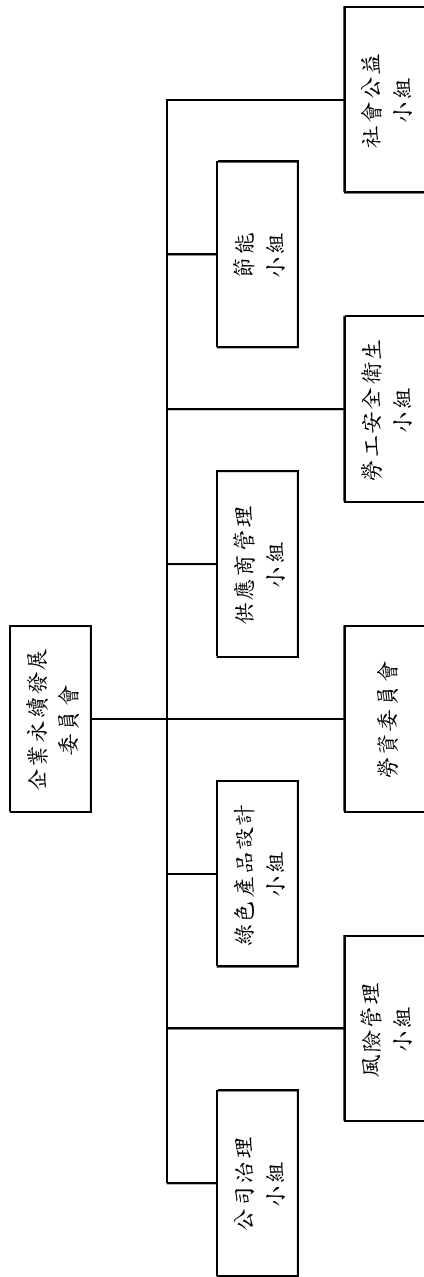 企業永續發展
委員會
公司治理
小組
風險管理
小組
綠色產品設計
小組
勞資委員會
供應商管理
小組
勞工安全衛生
小組
節能
小組
社會公益
小組